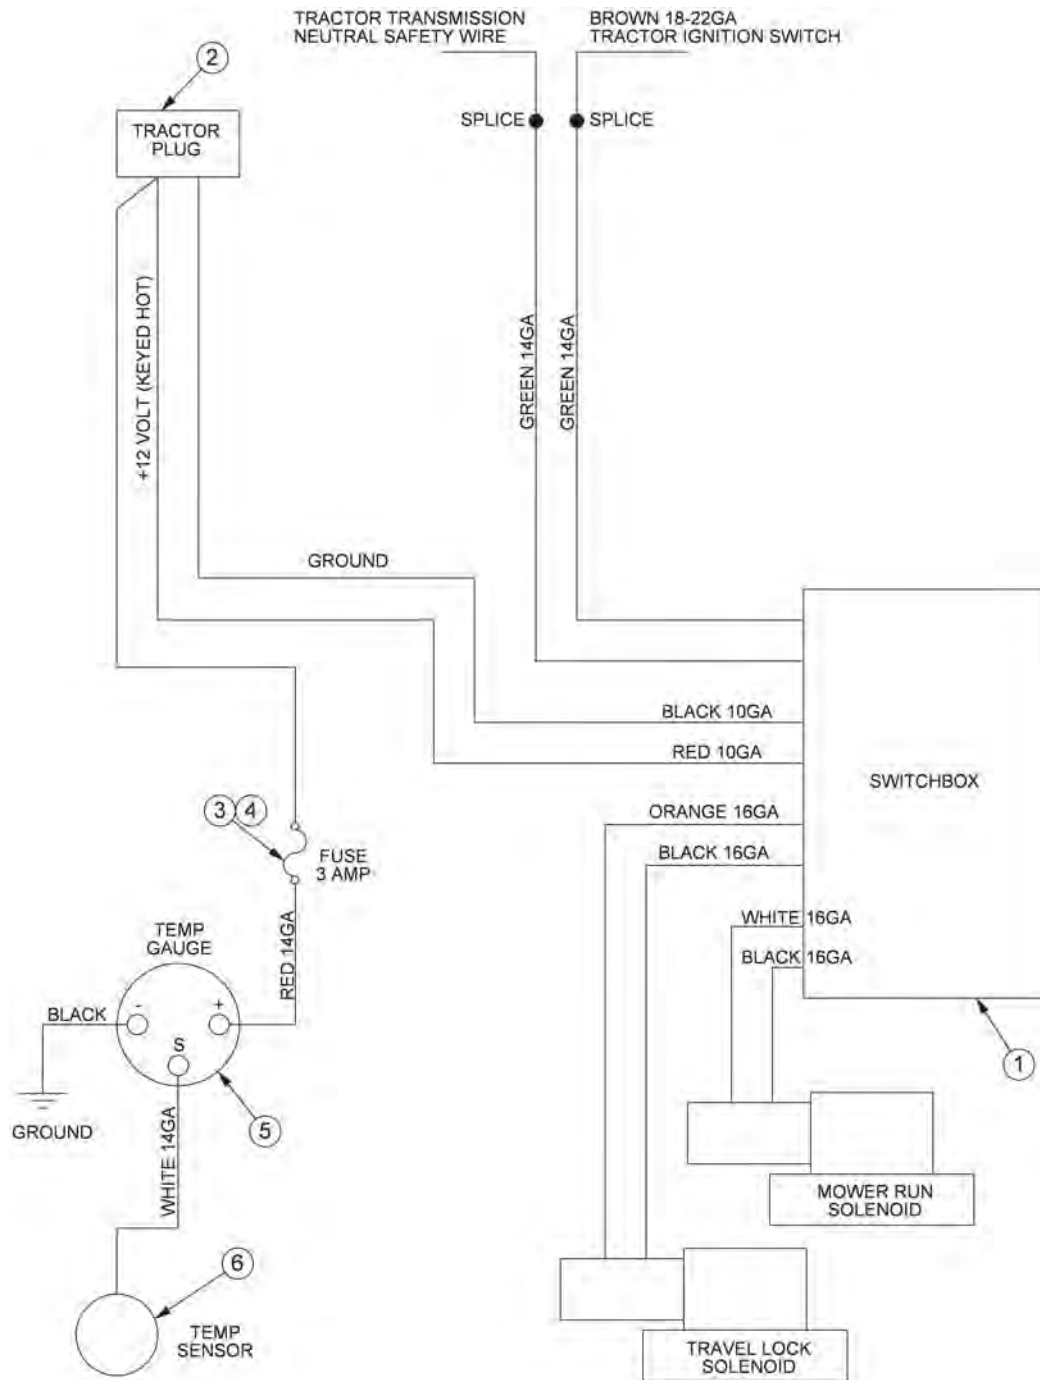 TRACTOR TRANSMISSION
NEUTRAL SAFETY WIRE
BROWN 18-22GA
TRACTOR IGNITION SWITCH
2
SPLICE
SPLICE
TRACTOR
PLUG
+12 VOLT (KEYED HOT)
GREEN 14GA
GREEN 14GA
GROUND
BLACK 10GA
RED 10GA
SWITCHBOX
ORANGE 16GA
BLACK 16GA
3
4
FUSE
3 AMP
WHITE 16GA
BLACK 16GA
TEMP
GAUGE
RED 14GA
BLACK
-
+
S
1
GROUND
5
WHITE 14GA
MOWER RUN
SOLENOID
6
TEMP
SENSOR
TRAVEL LOCK
SOLENOID